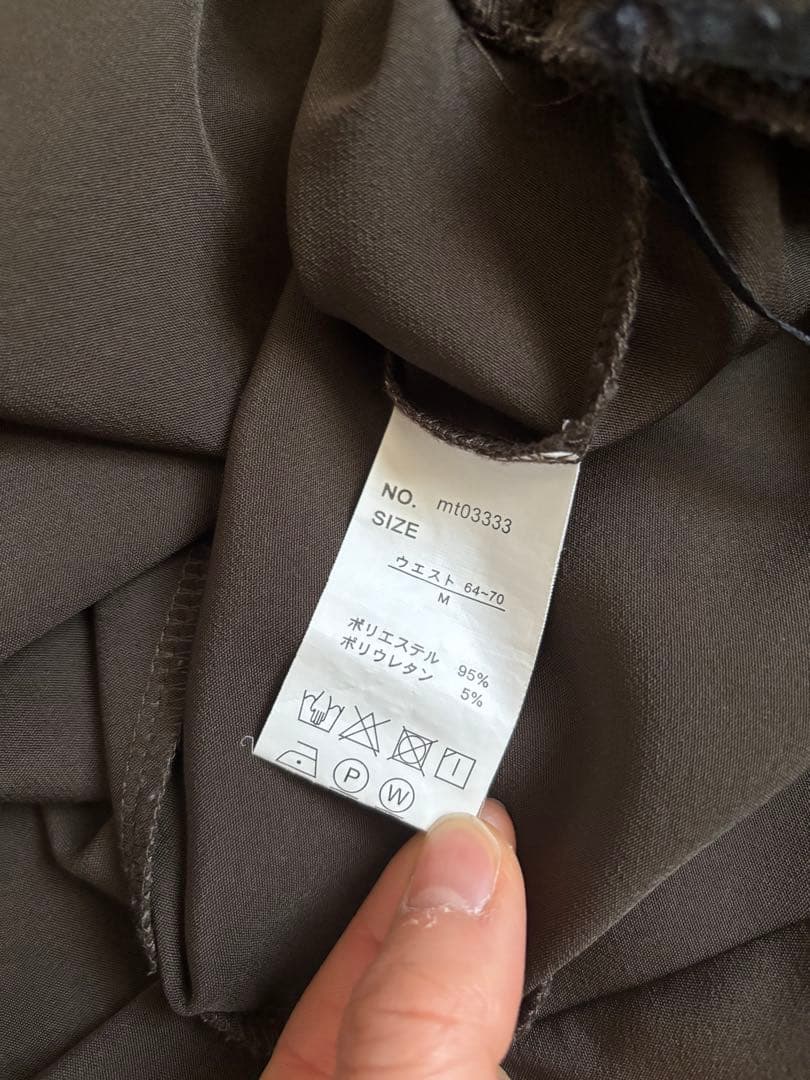 NO. mt03333
SIZE
ウエスト 64-70
M
ポリエステル 95%
ポリウレタン 5%
P W